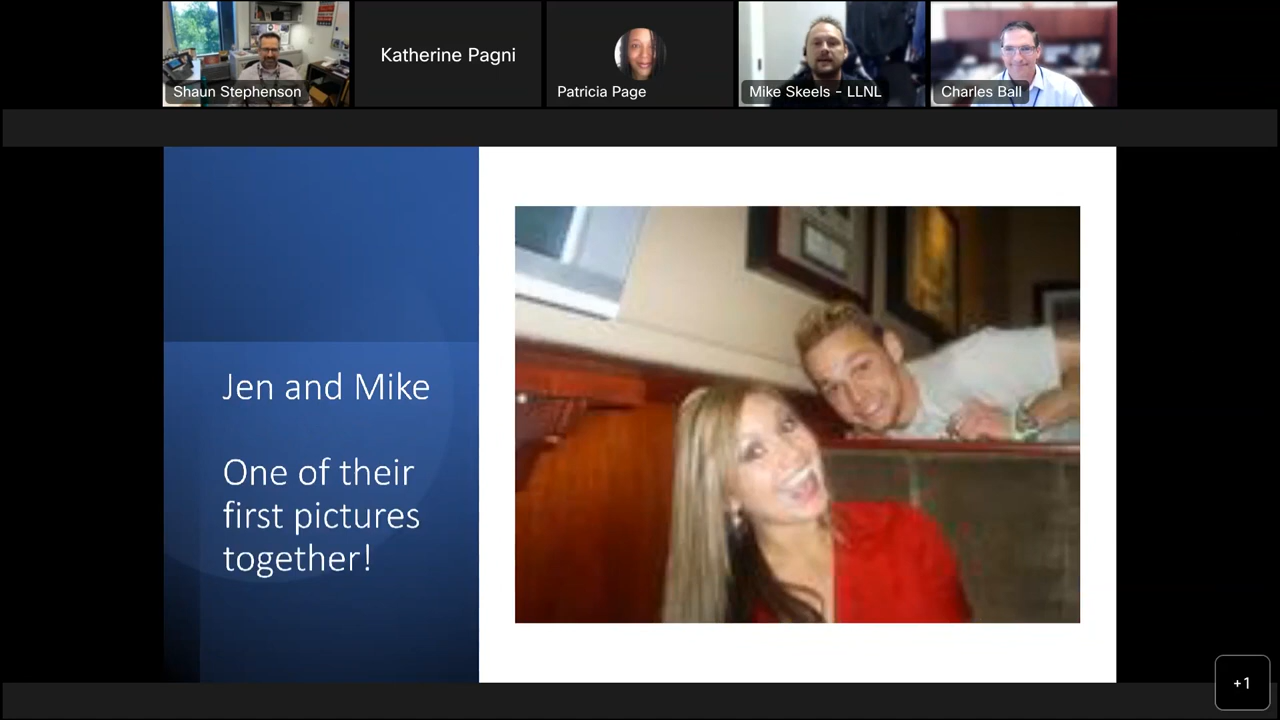 Katherine Pagni
Shaun Stephenson
Patricia Page
Mike Skeels - LLNL
Charles Ball
Jen and Mike
One of their
first pictures
together!
+1